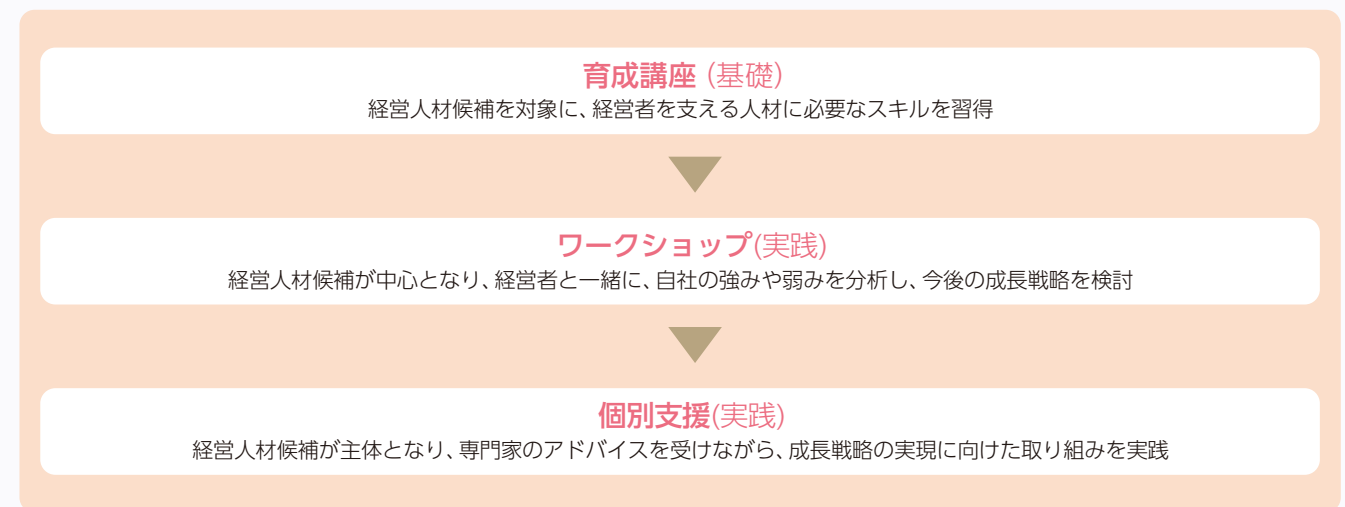 育成講座 (基礎)
経営人材候補を対象に、経営者を支える人材に必要なスキルを習得
ワークショップ(実践)
経営人材候補が中心となり、経営者と一緒に、自社の強みや弱みを分析し、今後の成長戦略を検討
個別支援(実践)
経営人材候補が主体となり、専門家のアドバイスを受けながら、成長戦略の実現に向けた取り組みを実践